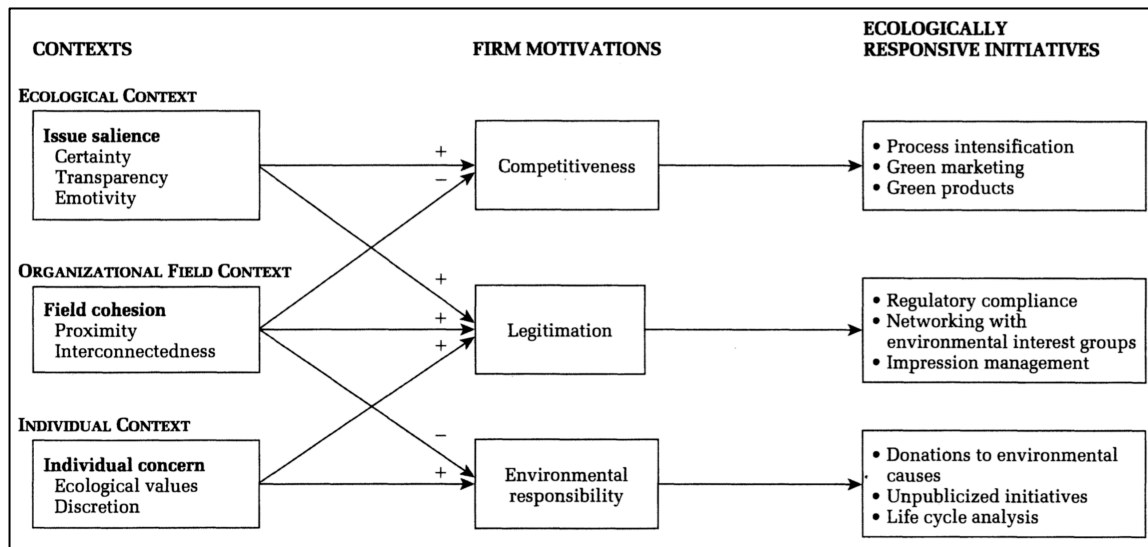 CONTEXTS
FIRM MOTIVATIONS
ECOLOGICALLY
RESPONSIVE INITIATIVES
ECOLOGICAL CONTEXT
Issue salience
Certainty
Transparency
Emotivity
+
−
Competitiveness
• Process intensification
• Green marketing
• Green products
ORGANIZATIONAL FIELD CONTEXT
Field cohesion
Proximity
Interconnectedness
+
+
+
Legitimation
• Regulatory compliance
• Networking with
environmental interest groups
• Impression management
INDIVIDUAL CONTEXT
Individual concern
Ecological values
Discretion
−
+
Environmental
responsibility
• Donations to environmental
causes
• Unpublicized initiatives
• Life cycle analysis